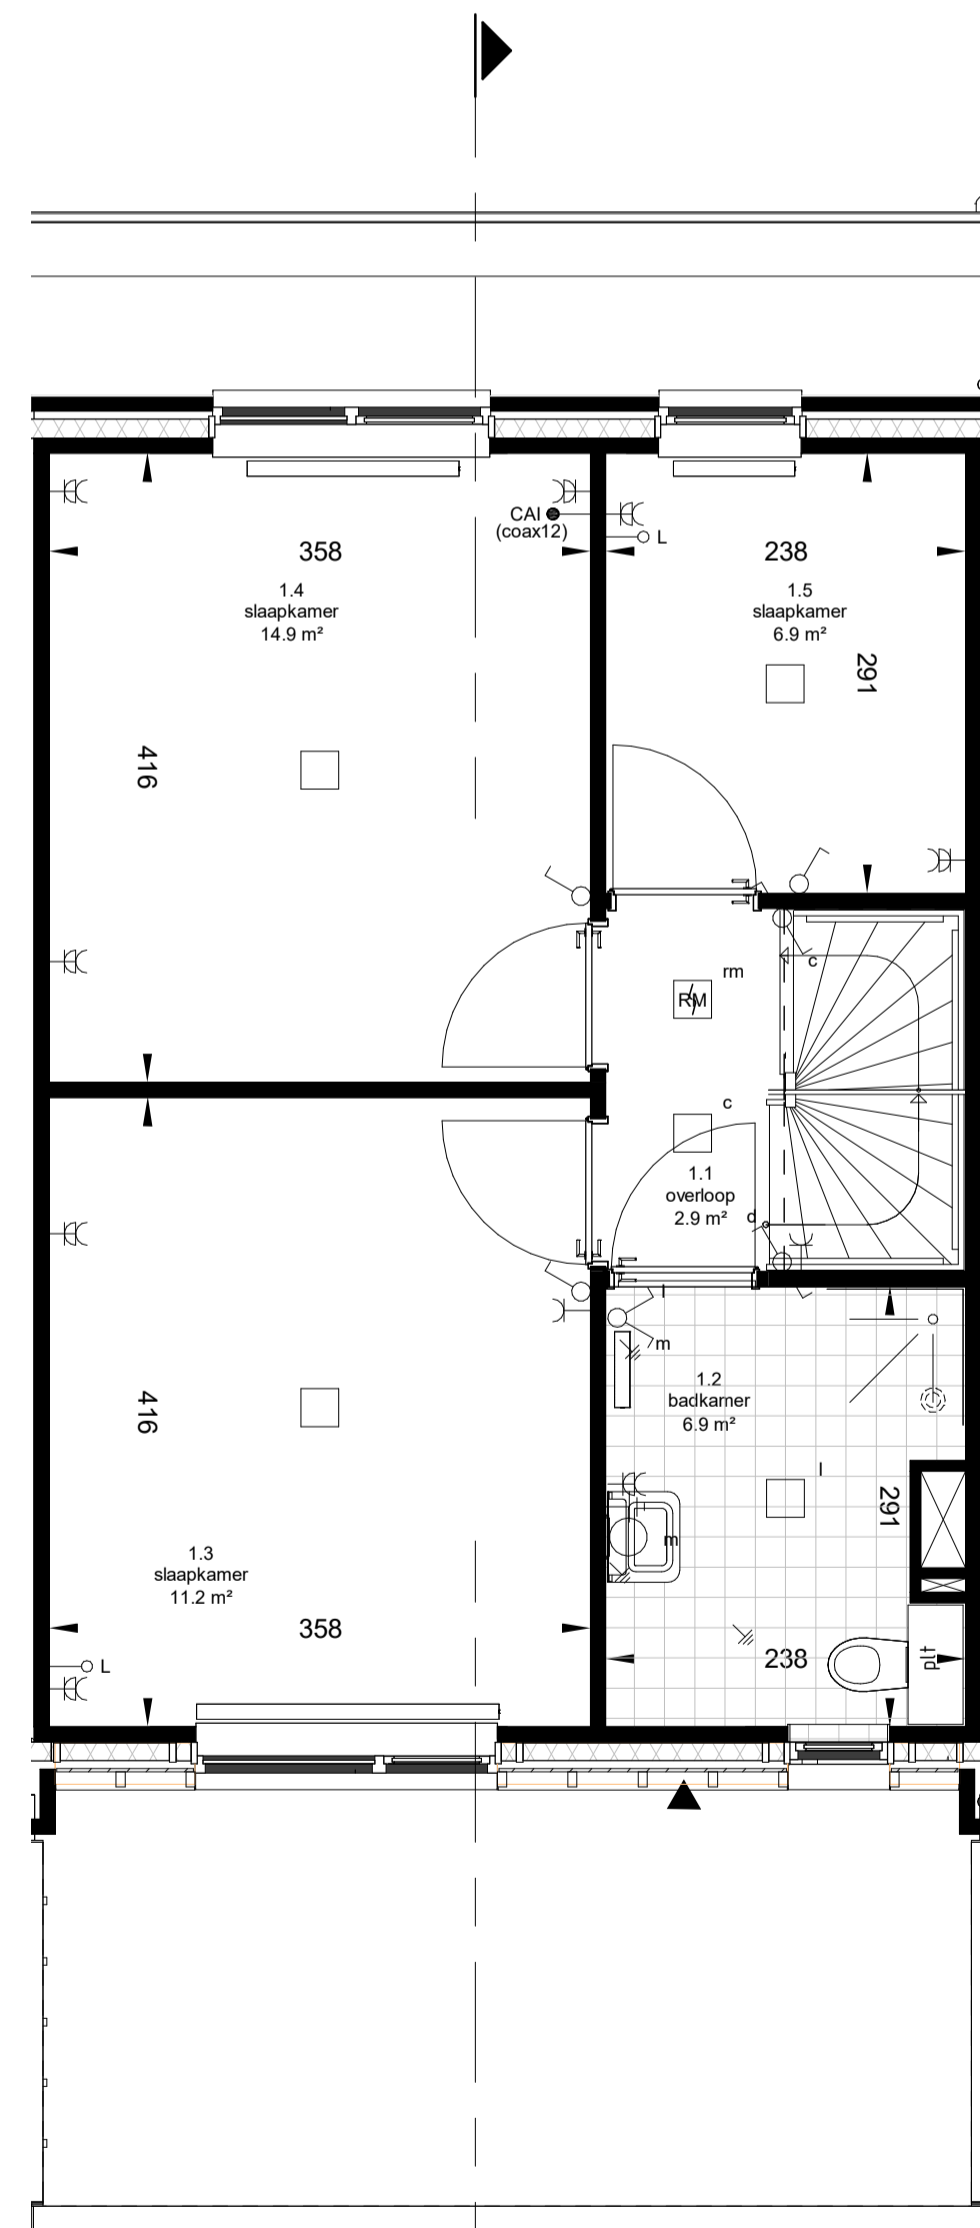 CAI
(coax12)
L
358
238
1.4
slaapkamer
14.9 m²
1.5
slaapkamer
6.9 m²
291
416
rm
c
RM
c
1.1
overloop
2.9 m²
d
l
m
1.2
badkamer
6.9 m²
416
l
291
m
1.3
slaapkamer
11.2 m²
358
238
plt
L